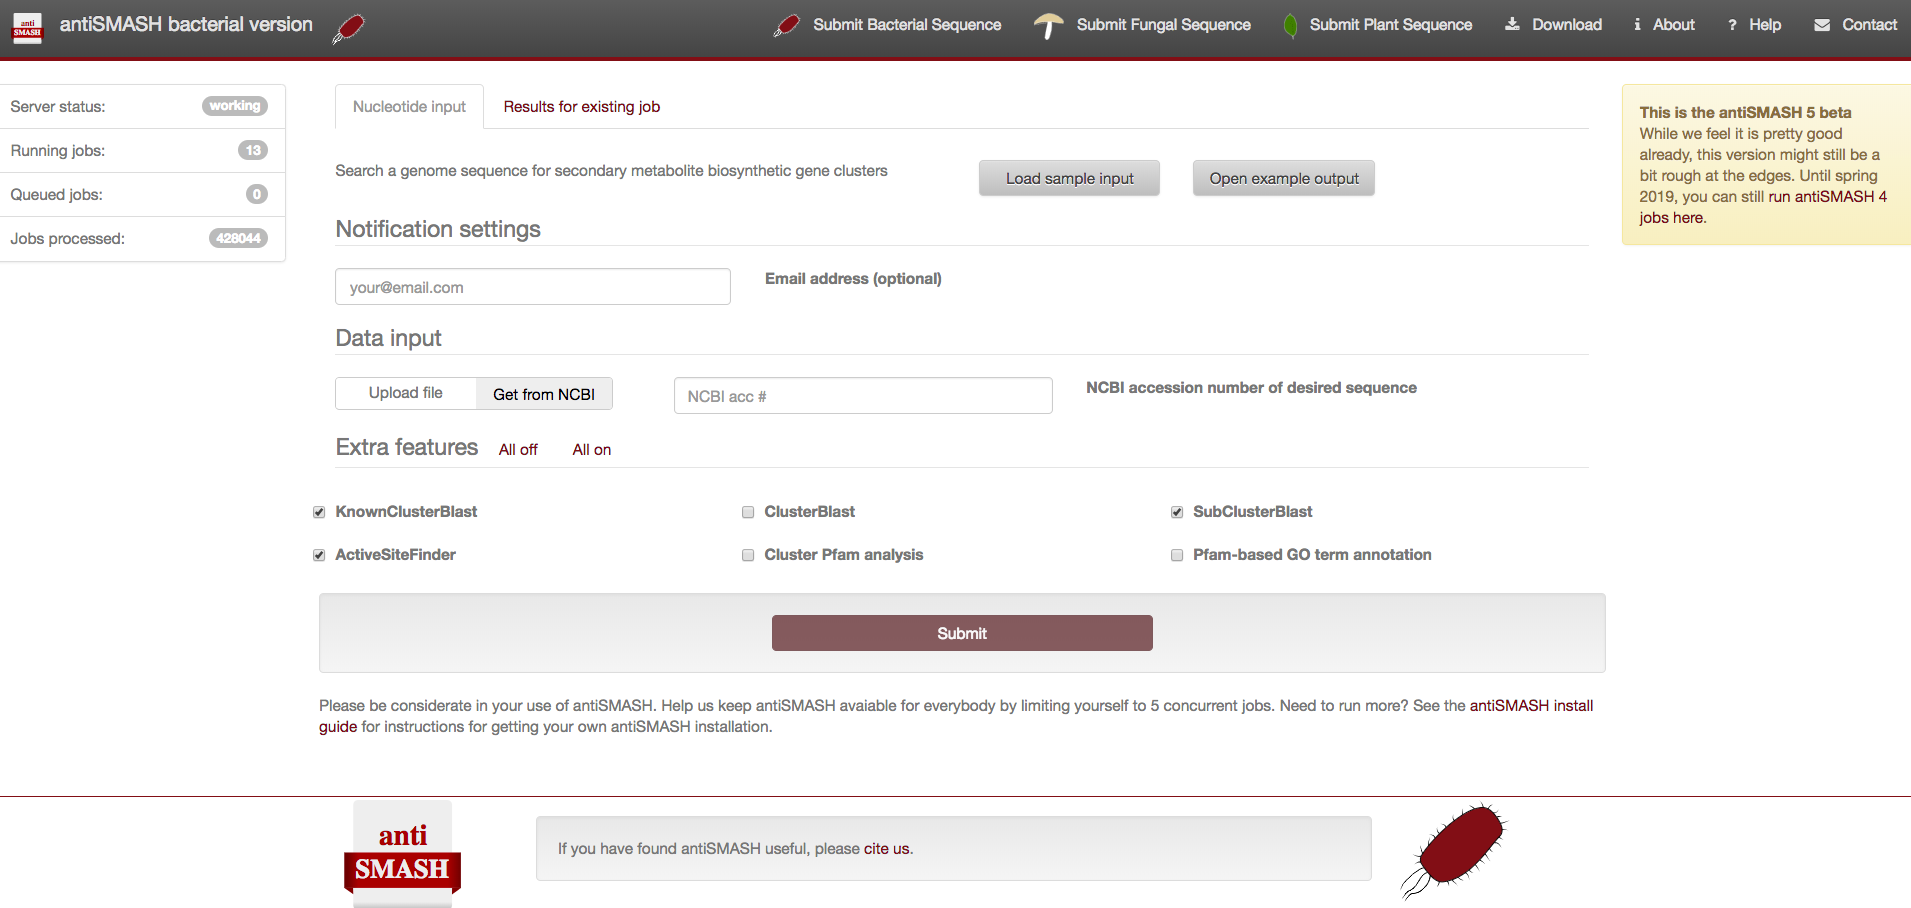 anti
SMASH
antiSMASH bacterial version
Submit Bacterial Sequence
Submit Fungal Sequence
Submit Plant Sequence
Download
About
Help
Contact
Server status: working
Running jobs: 13
Queued jobs: 0
Jobs processed: 428044
Nucleotide input
Results for existing job
Search a genome sequence for secondary metabolite biosynthetic gene clusters
Load sample input
Open example output
Notification settings
your@email.com
Email address (optional)
Data input
Upload file
Get from NCBI
NCBI acc #
NCBI accession number of desired sequence
Extra features
All off
All on
KnownClusterBlast
ClusterBlast
SubClusterBlast
ActiveSiteFinder
Cluster Pfam analysis
Pfam-based GO term annotation
Submit
Please be considerate in your use of antiSMASH. Help us keep antiSMASH avaiable for everybody by limiting yourself to 5 concurrent jobs. Need to run more? See the antiSMASH install
guide for instructions for getting your own antiSMASH installation.
This is the antiSMASH 5 beta
While we feel it is pretty good
already, this version might still be a
bit rough at the edges. Until spring
2019, you can still run antiSMASH 4
jobs here.
anti
SMASH
If you have found antiSMASH useful, please cite us.